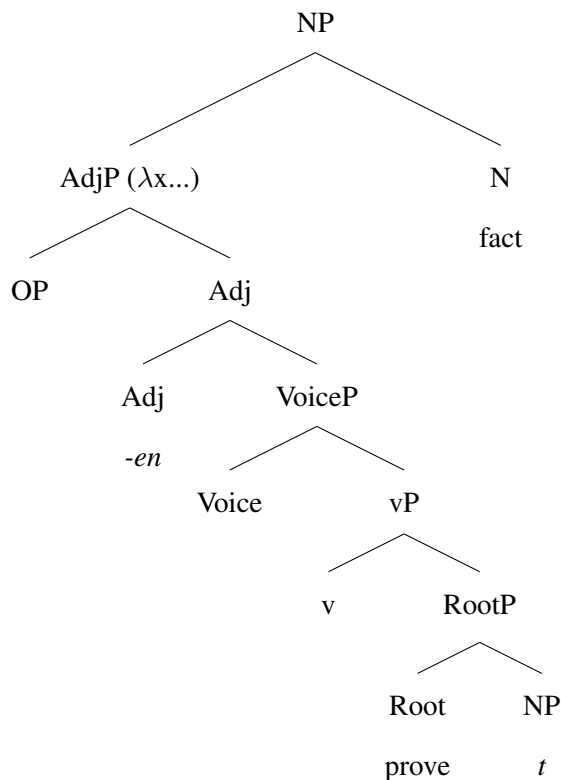 NP
AdjP (λx...) N
fact
OP Adj
Adj VoiceP
-en
Voice vP
v RootP
Root NP
prove t